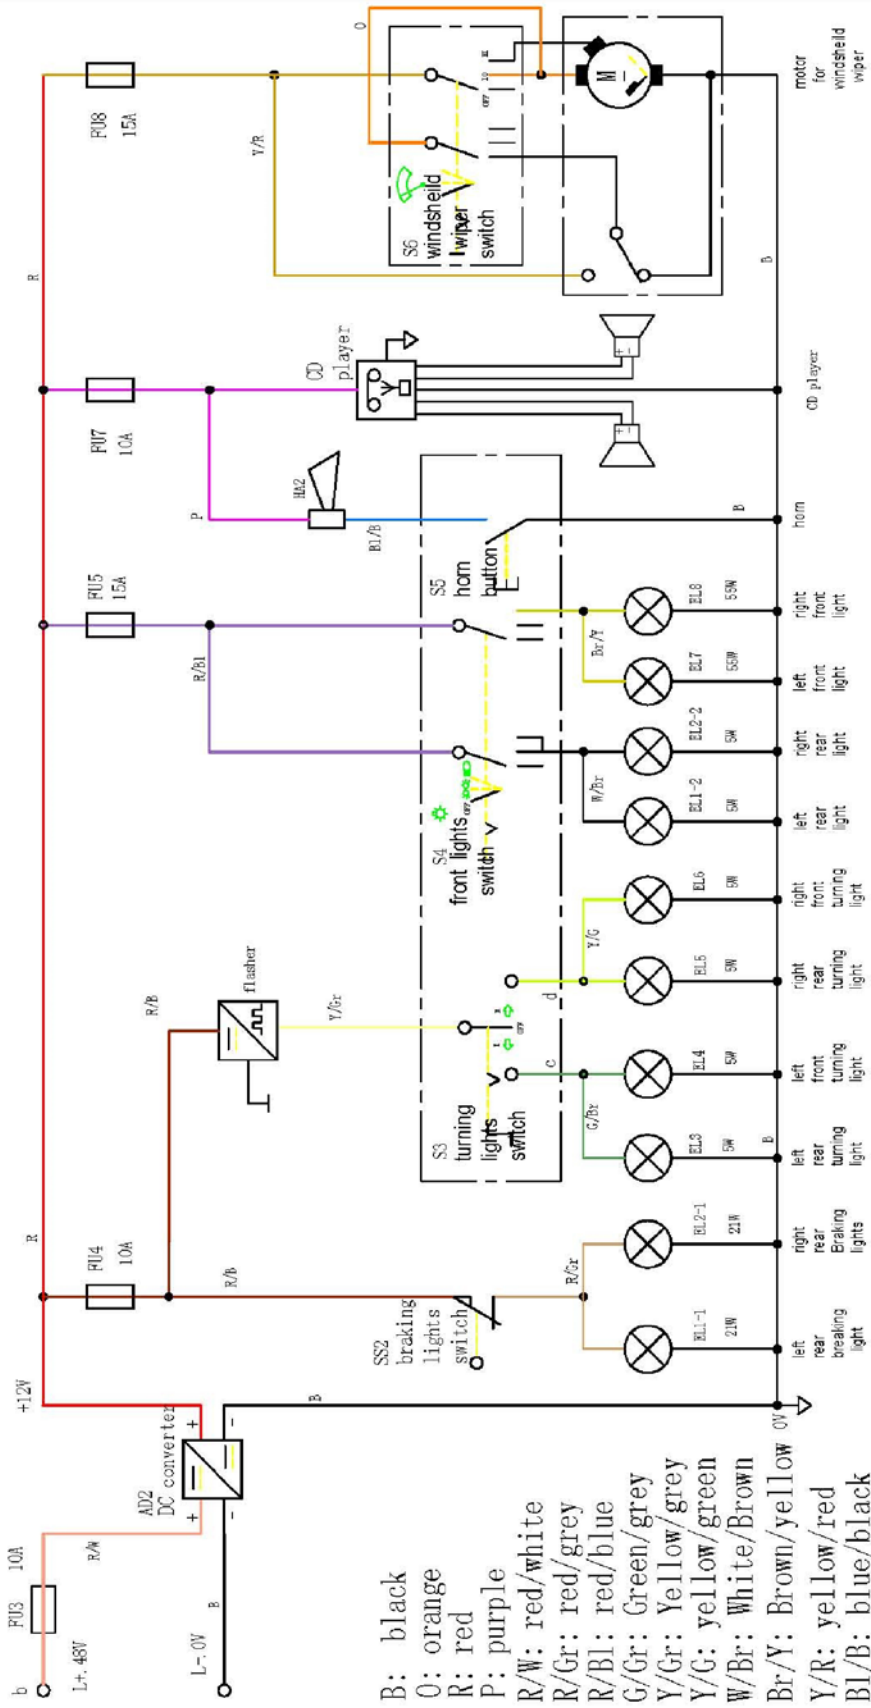 FU3
10A
b
L+.48V
R/W
L-.0V
B
AD2
DC converter
+
-
+
-
+12V
B
0V
R
FU4
10A
R/B
R/B
flasher
Y/Gr
SS2
braking
lights
switch
R/Gr
EL1-1
21W
EL2-1
21W
S3
turning
lights
switch
OFF
c
d
G/Br
Y/G
EL3
5W
EL4
5W
EL5
5W
EL6
5W
B
FU5
15A
R/Bl
S4
front lights
switch
OFF
W/Br
Br/Y
EL1-2
5W
EL2-2
5W
EL7
55W
EL8
55W
R
FU7
10A
P
HA2
Bl/B
S5
horn
button
B
CD
player
+
-
+
-
FU8
15A
Y/R
O
S6
windsheild
wiper
switch
OFF
LO
HI
M
B
left
rear
breaking
light
right
rear
Braking
lights
left
rear
turning
light
left
front
turning
light
right
rear
turning
light
right
front
turning
light
left
rear
light
right
rear
light
left
front
light
right
front
light
horn
CD player
motor
for
windsheild
wiper
B: black
O: orange
R: red
P: purple
R/W: red/white
R/Gr: red/grey
R/Bl: red/blue
G/Gr: Green/grey
Y/Gr: Yellow/grey
Y/G: yellow/green
W/Br: White/Brown
Br/Y: Brown/yellow
Y/R: yellow/red
Bl/B: blue/black